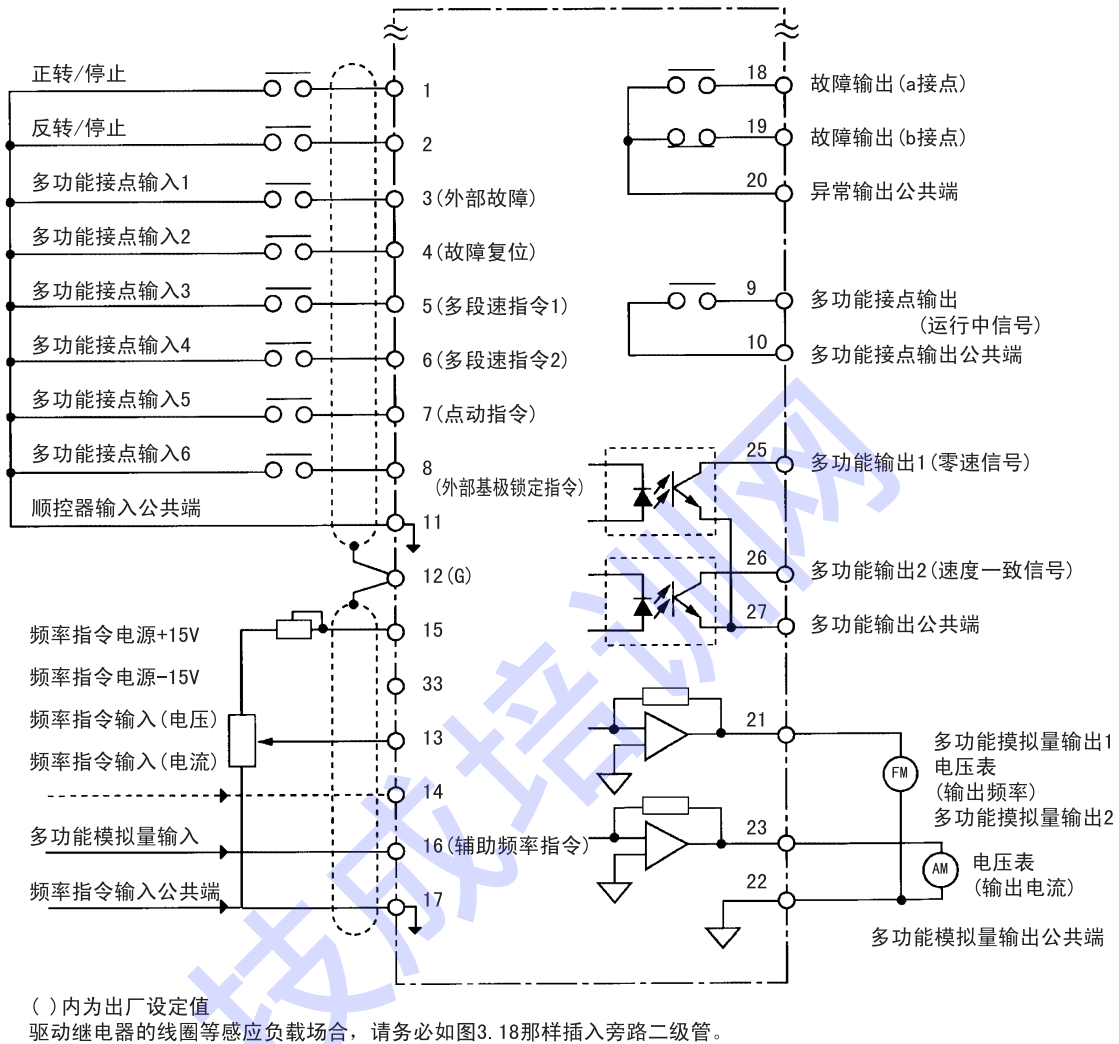 正转/停止
1
反转/停止
2
多功能接点输入1
3(外部故障)
多功能接点输入2
4(故障复位)
多功能接点输入3
5(多段速指令1)
多功能接点输入4
6(多段速指令2)
多功能接点输入5
7(点动指令)
多功能接点输入6
8
(外部基极锁定指令)
顺控器输入公共端
11
12(G)
频率指令电源+15V
15
频率指令电源-15V
33
频率指令输入(电压)
13
频率指令输入(电流)
14
多功能模拟量输入
16(辅助频率指令)
频率指令输入公共端
17
18
故障输出(a接点)
19
故障输出(b接点)
20
异常输出公共端
9
多功能接点输出
(运行中信号)
10
多功能接点输出公共端
25
多功能输出1(零速信号)
26
多功能输出2(速度一致信号)
27
多功能输出公共端
21
FM
多功能摸拟量输出1
电压表
(输出频率)
多功能摸拟量输出2
23
AM
电压表
(输出电流)
22
多功能模拟量输出公共端
( )内为出厂设定值
驱动继电器的线圈等感应负载场合，请务必如图3.18那样插入旁路二级管。
技成培训网